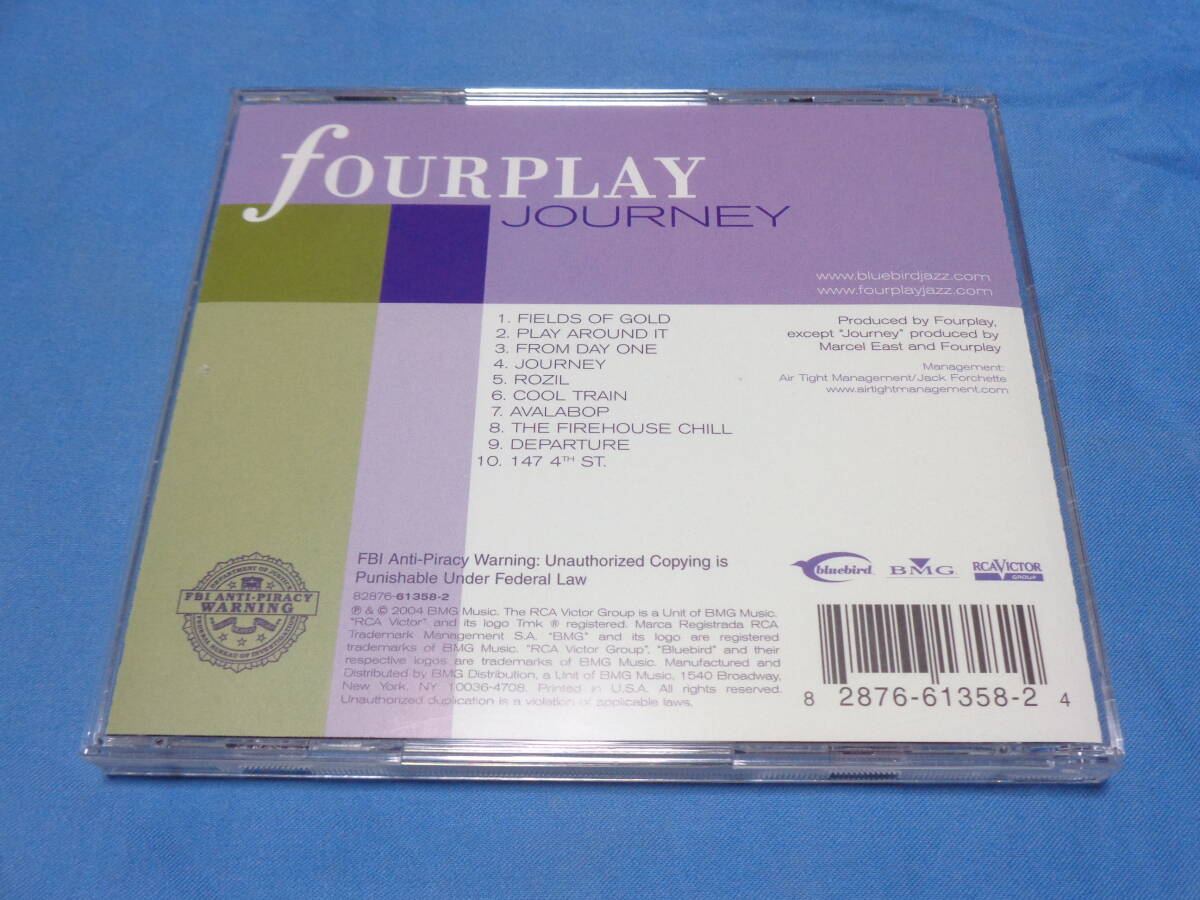 fOURPLAY
JOURNEY
www.bluebirdjazz.com
www.fourplayjazz.com
1. FIELDS OF GOLD
2. PLAY AROUND IT
3. FROM DAY ONE
4. JOURNEY
5. ROZIL
6. COOL TRAIN
7. AVALABOP
8. THE FIREHOUSE CHILL
9. DEPARTURE
10. 147 4TH ST.
Produced by Fourplay,
except "Journey" produced by
Marcel East and Fourplay
Management:
Air Tight Management/Jack Forchette
www.airtightmanagement.com
DEPARTMENT OF JUSTICE
FBI ANTI-PIRACY
WARNING
FEDERAL BUREAU OF INVESTIGATION
FBI Anti-Piracy Warning: Unauthorized Copying is
Punishable Under Federal Law
82876-61358-2
℗ & © 2004 BMG Music. The RCA Victor Group is a Unit of BMG Music.
"RCA Victor" and its logo Tmk ® registered. Marca Registrada RCA
Trademark Management S.A. "BMG" and its logo are registered
trademarks of BMG Music. "RCA Victor Group", "Bluebird" and their
respective logos are trademarks of BMG Music. Manufactured and
Distributed by BMG Distribution, a Unit of BMG Music, 1540 Broadway,
New York, NY 10036-4708. Printed in U.S.A. All rights reserved.
Unauthorized duplication is a violation of applicable laws.
bluebird
BMG
RCAVICTOR
GROUP
8 2876-61358-2 4